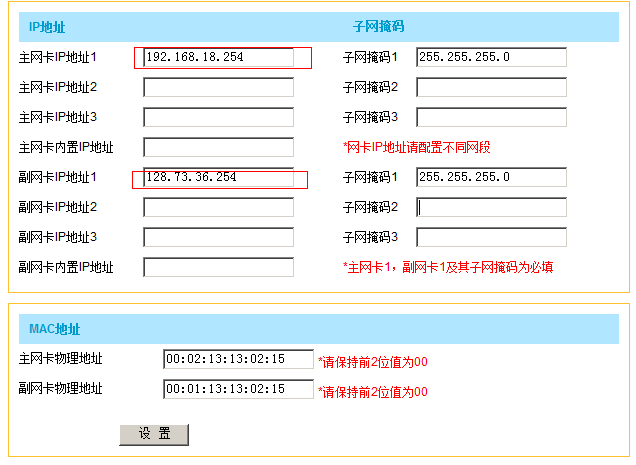 IP地址 子网掩码
主网卡IP地址1 192.168.18.254 子网掩码1 255.255.255.0
主网卡IP地址2 子网掩码2
主网卡IP地址3 子网掩码3
主网卡内置IP地址 *网卡IP地址请配置不同网段
副网卡IP地址1 128.73.36.254 子网掩码1 255.255.255.0
副网卡IP地址2 子网掩码2
副网卡IP地址3 子网掩码3
副网卡内置IP地址 *主网卡1，副网卡1及其子网掩码为必填
MAC地址
主网卡物理地址 00:02:13:13:02:15 *请保持前2位值为00
副网卡物理地址 00:01:13:13:02:15 *请保持前2位值为00
设 置